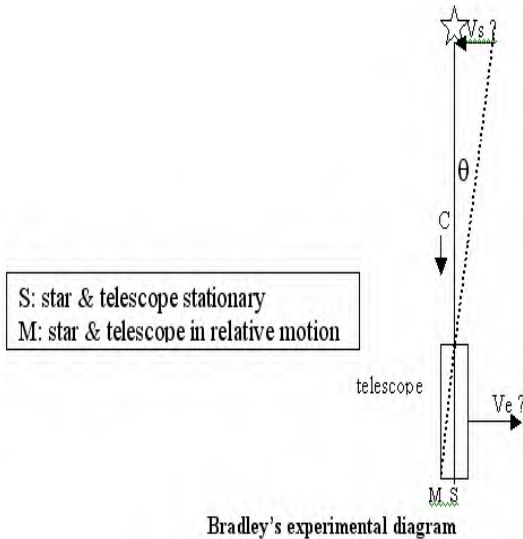 Vs ?
θ
C
S: star & telescope stationary
M: star & telescope in relative motion
telescope
Ve ?
M S
Bradley's experimental diagram